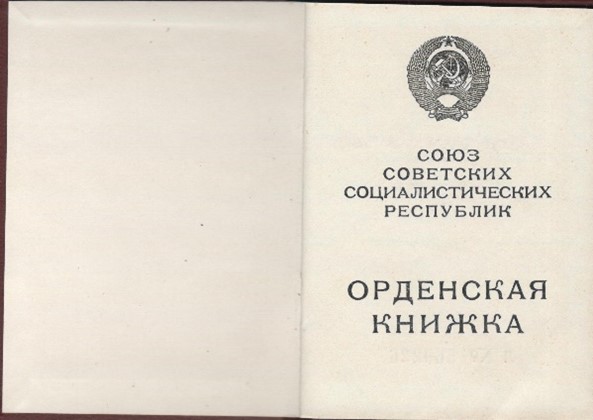 СОЮЗ
СОВЕТСКИХ
СОЦИАЛИСТИЧЕСКИХ
РЕСПУБЛИК
ОРДЕНСКАЯ
КНИЖКА